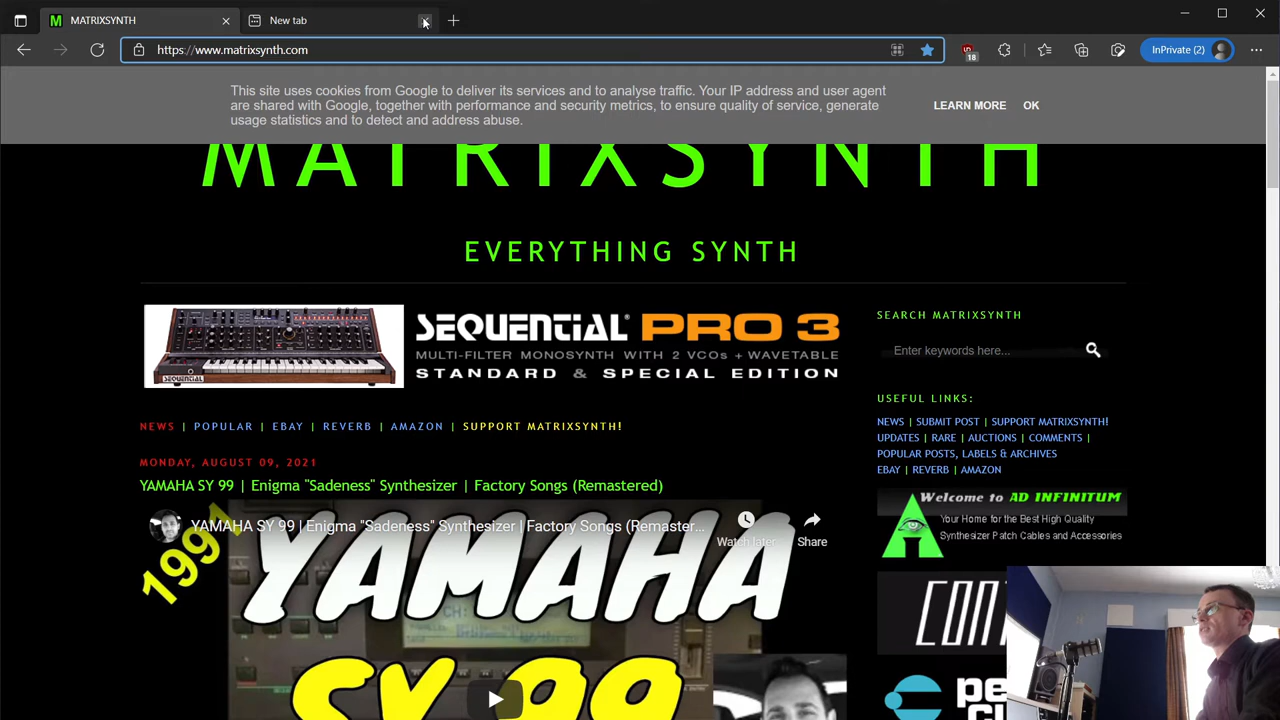 MATRIXSYNTH
New tab
https://www.matrixsynth.com
18
InPrivate (2)
This site uses cookies from Google to deliver its services and to analyse traffic. Your IP address and user agent
are shared with Google, together with performance and security metrics, to ensure quality of service, generate
usage statistics and to detect and address abuse.
LEARN MORE OK
MATRIXSYNTH
EVERYTHING SYNTH
SEQUENTIAL
SEQUENTIAL® PRO 3
MULTI-FILTER MONOSYNTH WITH 2 VCOs + WAVETABLE
STANDARD & SPECIAL EDITION
SEARCH MATRIXSYNTH
Enter keywords here...
USEFUL LINKS:
NEWS | SUBMIT POST | SUPPORT MATRIXSYNTH!
UPDATES | RARE | AUCTIONS | COMMENTS |
POPULAR POSTS, LABELS & ARCHIVES
EBAY | REVERB | AMAZON
NEWS | POPULAR | EBAY | REVERB | AMAZON | SUPPORT MATRIXSYNTH!
MONDAY, AUGUST 09, 2021
YAMAHA SY 99 | Enigma "Sadeness" Synthesizer | Factory Songs (Remastered)
YAMAHA SY 99 | Enigma "Sadeness" Synthesizer | Factory Songs (Remaster...
Watch later
Share
1991
YAMAHA
SY 99
Welcome to AD INFINITUM
Your Home for the Best High Quality
Synthesizer Patch Cables and Accessories